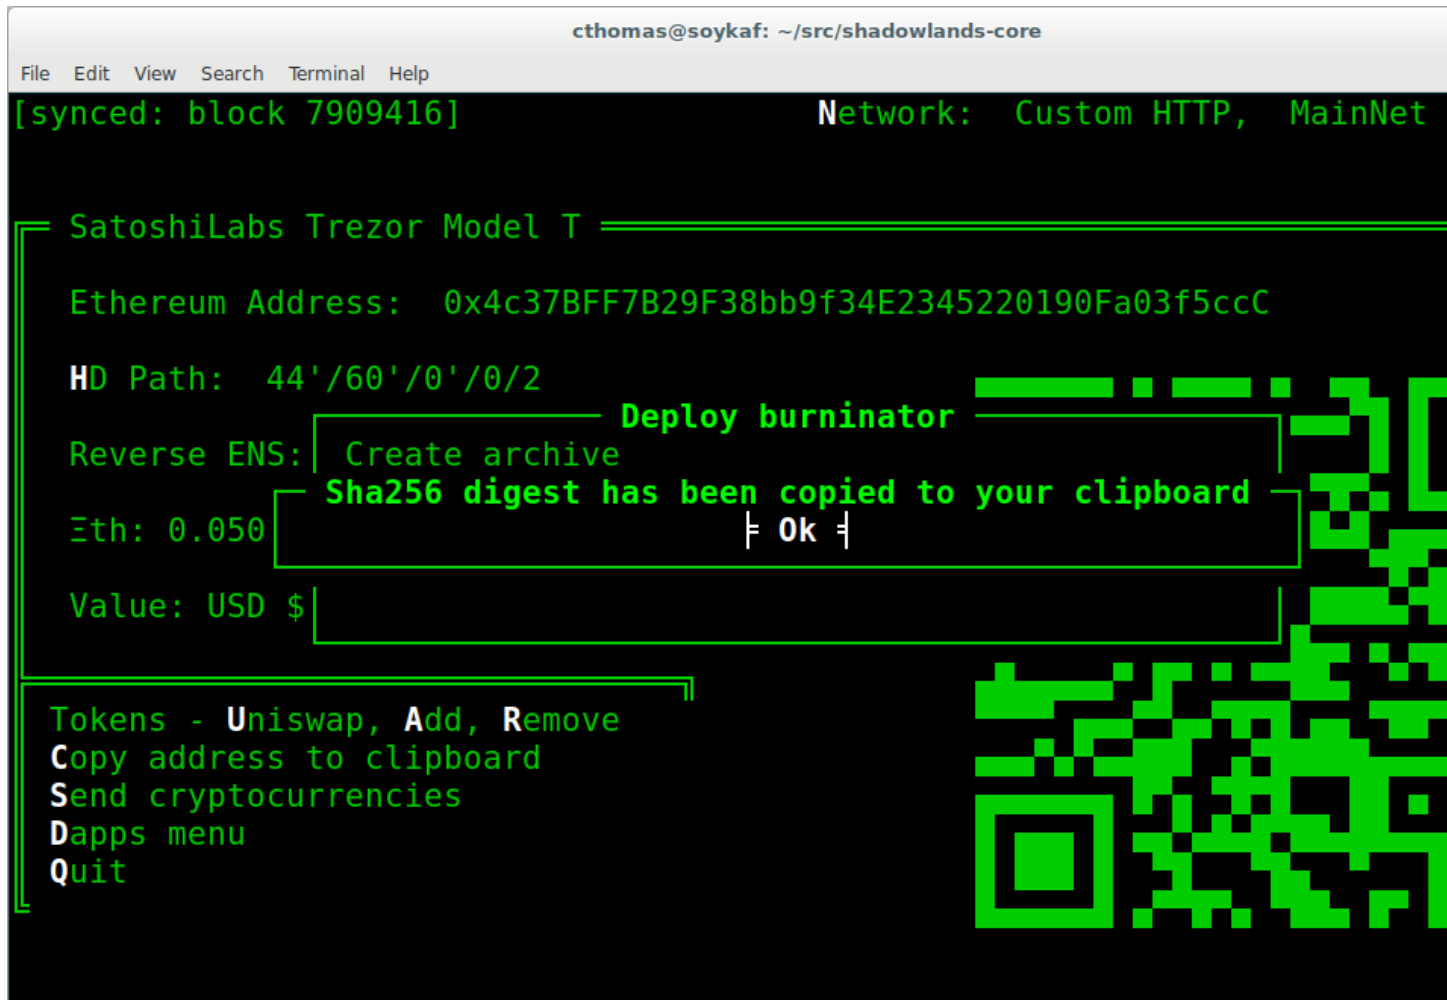 cthomas@soykaf: ~/src/shadowlands-core
File Edit View Search Terminal Help
[synced: block 7909416] Network: Custom HTTP, MainNet
SatoshiLabs Trezor Model T
Ethereum Address: 0x4c37BFF7B29F38bb9f34E2345220190Fa03f5ccC
HD Path: 44'/60'/0'/0/2
Deploy burninator
Reverse ENS: Create archive
Sha256 digest has been copied to your clipboard
Ξth: 0.050
Ok
Value: USD $
Tokens - Uniswap, Add, Remove
Copy address to clipboard
Send cryptocurrencies
Dapps menu
Quit